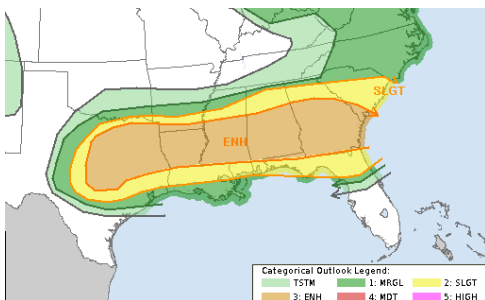 SLGT
ENH
Categorical Outlook Legend:
TSTM 1: MRGL 2: SLGT
3: ENH 4: MDT 5: HIGH